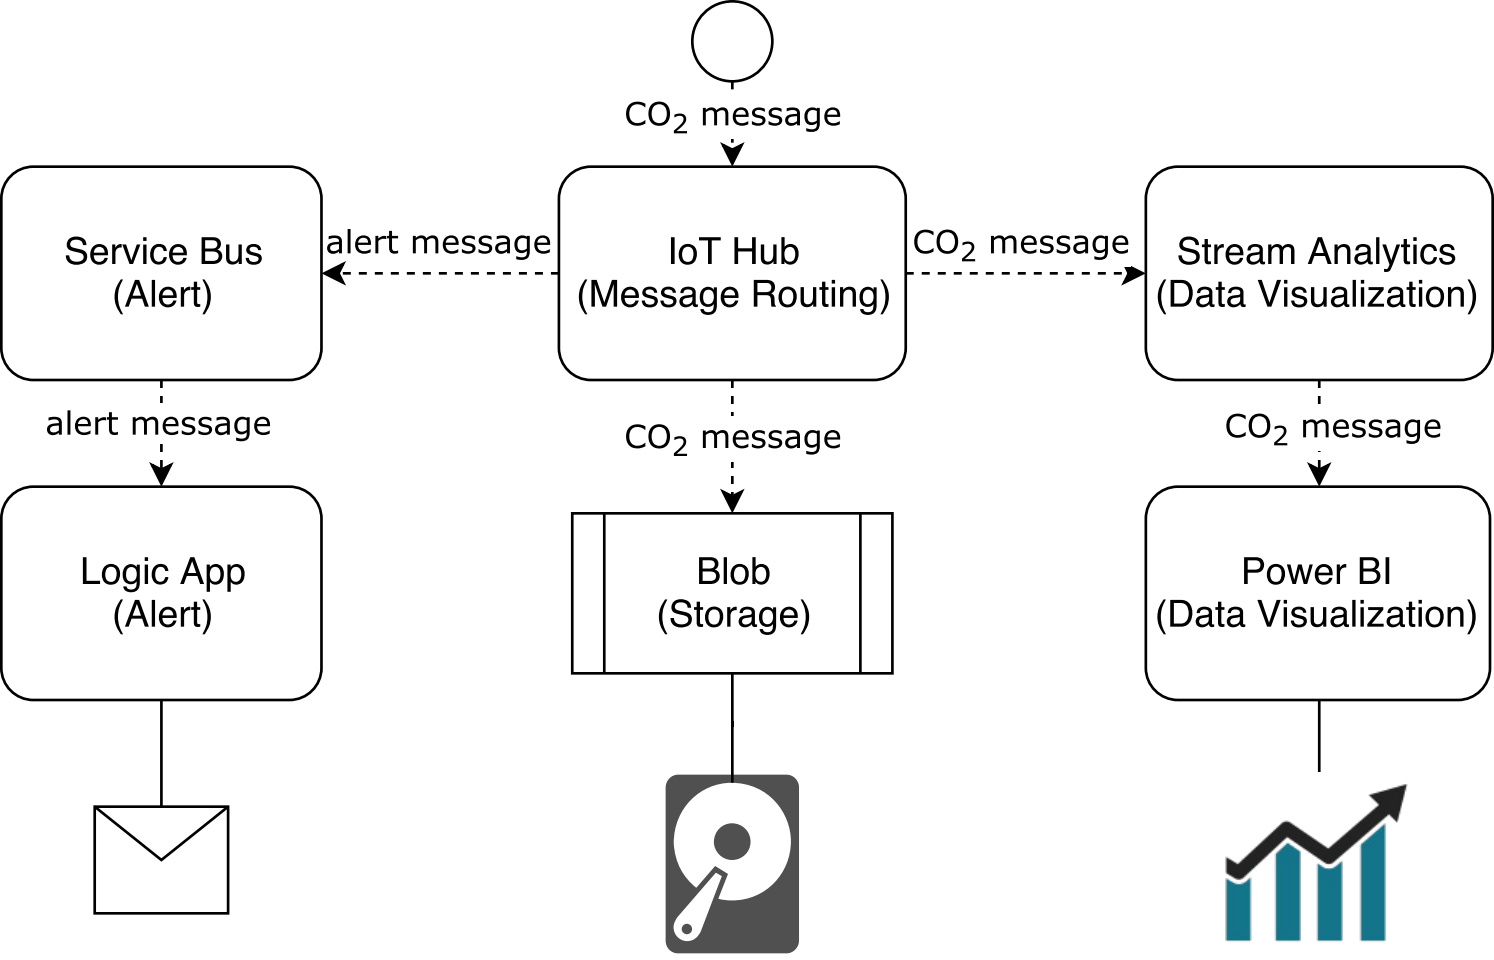 CO₂ message
Service Bus
(Alert)
alert message
IoT Hub
(Message Routing)
CO₂ message
Stream Analytics
(Data Visualization)
alert message
CO₂ message
CO₂ message
Logic App
(Alert)
Blob
(Storage)
Power BI
(Data Visualization)